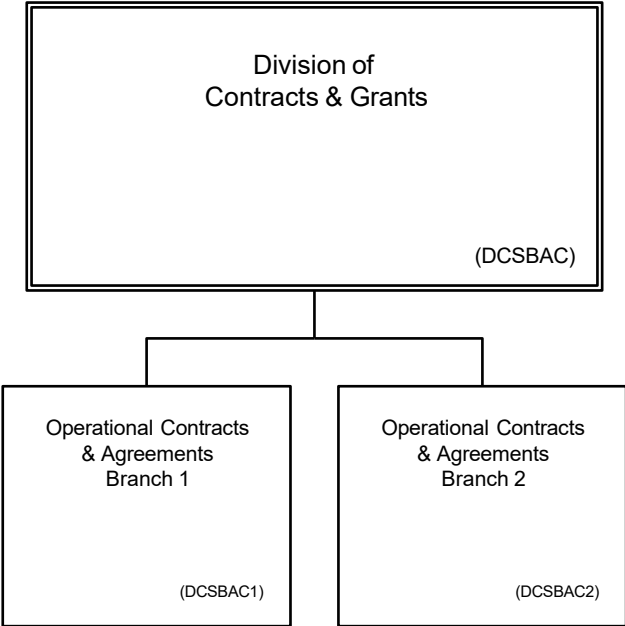 Division of
Contracts & Grants
(DCSBAC)
Operational Contracts
& Agreements
Branch 1
(DCSBAC1)
Operational Contracts
& Agreements
Branch 2
(DCSBAC2)